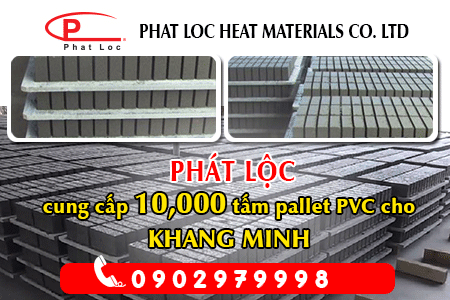 PHAT LOC HEAT MATERIALS CO. LTD
Phat Loc
PHÁT LỘC
cung cấp 10,000 tấm pallet PVC cho
KHANG MINH
0902979998